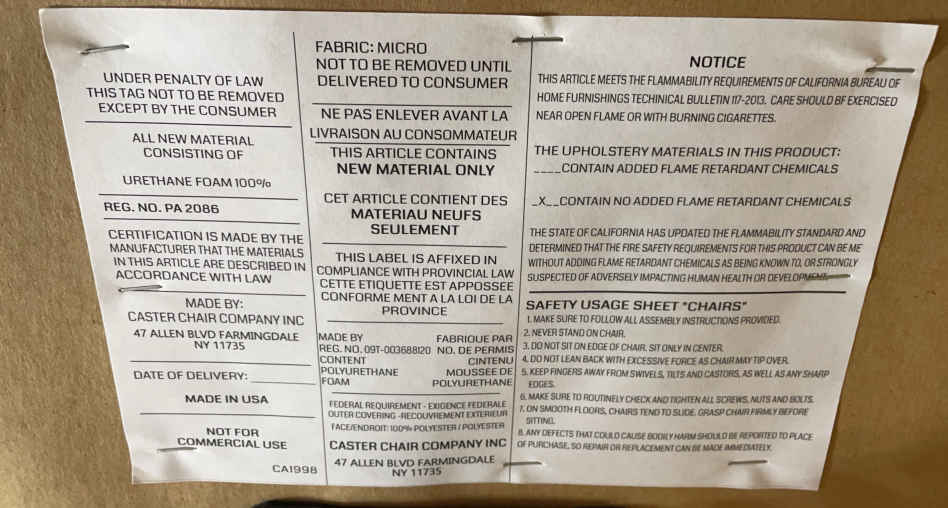 UNDER PENALTY OF LAW
THIS TAG NOT TO BE REMOVED
EXCEPT BY THE CONSUMER
ALL NEW MATERIAL
CONSISTING OF
URETHANE FOAM 100%
REG. NO. PA 2086
CERTIFICATION IS MADE BY THE
MANUFACTURER THAT THE MATERIALS
IN THIS ARTICLE ARE DESCRIBED IN
ACCORDANCE WITH LAW
MADE BY:
CASTER CHAIR COMPANY INC
47 ALLEN BLVD FARMINGDALE
NY 11735
DATE OF DELIVERY: ____________
MADE IN USA
NOT FOR
COMMERCIAL USE
CA1998
FABRIC: MICRO
NOT TO BE REMOVED UNTIL
DELIVERED TO CONSUMER
NE PAS ENLEVER AVANT LA
LIVRAISON AU CONSOMMATEUR
THIS ARTICLE CONTAINS
NEW MATERIAL ONLY
CET ARTICLE CONTIENT DES
MATERIAU NEUFS
SEULEMENT
THIS LABEL IS AFFIXED IN
COMPLIANCE WITH PROVINCIAL LAW
CETTE ETIQUETTE EST APPOSSEE
CONFORME MENT A LA LOI DE LA
PROVINCE
MADE BY FABRIQUE PAR
REG. NO. 09T-00368812O NO. DE PERMIS
CONTENT CINTENU
POLYURETHANE MOUSSEE DE
FOAM POLYURETHANE
FEDERAL REQUIREMENT - EXIGENCE FEDERALE
OUTER COVERING -RECOUVREMENT EXTERIEUR
FACE/ENDROIT: 100% POLYESTER / POLYESTER
CASTER CHAIR COMPANY INC
47 ALLEN BLVD FARMINGDALE
NY 11735
NOTICE
THIS ARTICLE MEETS THE FLAMMABILITY REQUIREMENTS OF CALIFORNIA BUREAU OF
HOME FURNISHINGS TECHINICAL BULLETIN 117-2013. CARE SHOULD BF EXERCISED
NEAR OPEN FLAME OR WITH BURNING CIGARETTES.
THE UPHOLSTERY MATERIALS IN THIS PRODUCT:
____CONTAIN ADDED FLAME RETARDANT CHEMICALS
_X__CONTAIN NO ADDED FLAME RETARDANT CHEMICALS
THE STATE OF CALIFORNIA HAS UPDATED THE FLAMMABILITY STANDARD AND
DETERMINED THAT THE FIRE SAFETY REQUIREMENTS FOR THIS PRODUCT CAN BE ME
WITHOUT ADDING FLAME RETARDANT CHEMICALS AS BEING KNOWN TO, OR STRONGLY
SUSPECTED OF ADVERSELY IMPACTING HUMAN HEALTH OR DEVELOPMENT.
SAFETY USAGE SHEET "CHAIRS"
1. MAKE SURE TO FOLLOW ALL ASSEMBLY INSTRUCTIONS PROVIDED.
2. NEVER STAND ON CHAIR.
3. DO NOT SIT ON EDGE OF CHAIR. SIT ONLY IN CENTER.
4. DO NOT LEAN BACK WITH EXCESSIVE FORCE AS CHAIR MAY TIP OVER.
5. KEEP FINGERS AWAY FROM SWIVELS, TILTS AND CASTORS, AS WELL AS ANY SHARP
EDGES.
6. MAKE SURE TO ROUTINELY CHECK AND TIGHTEN ALL SCREWS, NUTS AND BOLTS.
7. ON SMOOTH FLOORS, CHAIRS TEND TO SLIDE. GRASP CHAIR FIRMLY BEFORE
SITTING.
8. ANY DEFECTS THAT COULD CAUSE BODILY HARM SHOULD BE REPORTED TO PLACE
OF PURCHASE, SO REPAIR OR REPLACEMENT CAN BE MADE IMMEDIATELY.